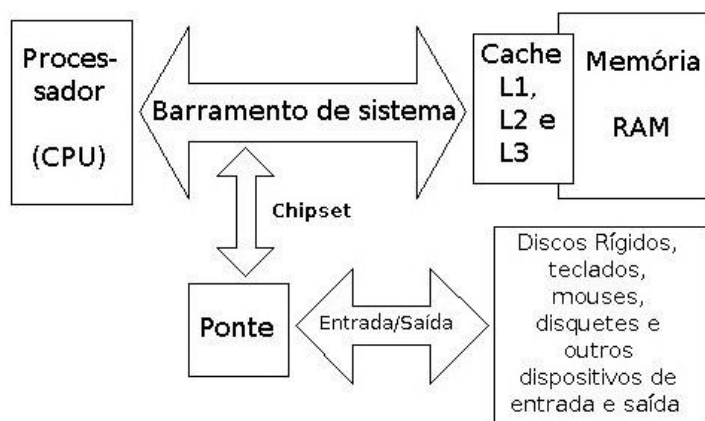 Proces-
sador
(CPU)
Barramento de sistema
Cache
L1,
L2 e
L3
Memória
RAM
Chipset
Ponte
Entrada/Saída
Discos Rígidos,
teclados,
mouses,
disquetes e
outros
dispositivos de
entrada e saída